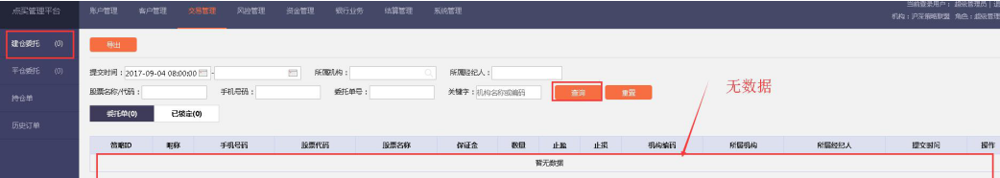 点买管理平台 账户管理 客户管理 交易管理 风控管理 资金管理 银行业务 结算管理 系统管理
当前登录用户： 超级管理员 | 退
机构：沪深策略联盟 角色：超级管理
建仓委托 (0)
导出
平仓委托 (0)
提交时间：2017-09-04 08:00:00 - 所属机构： 所属经纪人：
持仓单
股票名称/代码： 手机号码： 委托单号： 关键字：机构名称或编码 查询 重置
无数据
委托单(0) 已锁定(0)
历史订单
策略ID 昵称 手机号码 股票代码 股票名称 保证金 数量 止盈 止损 机构编码 所属机构 所属经纪人 提交时间 操作
暂无数据